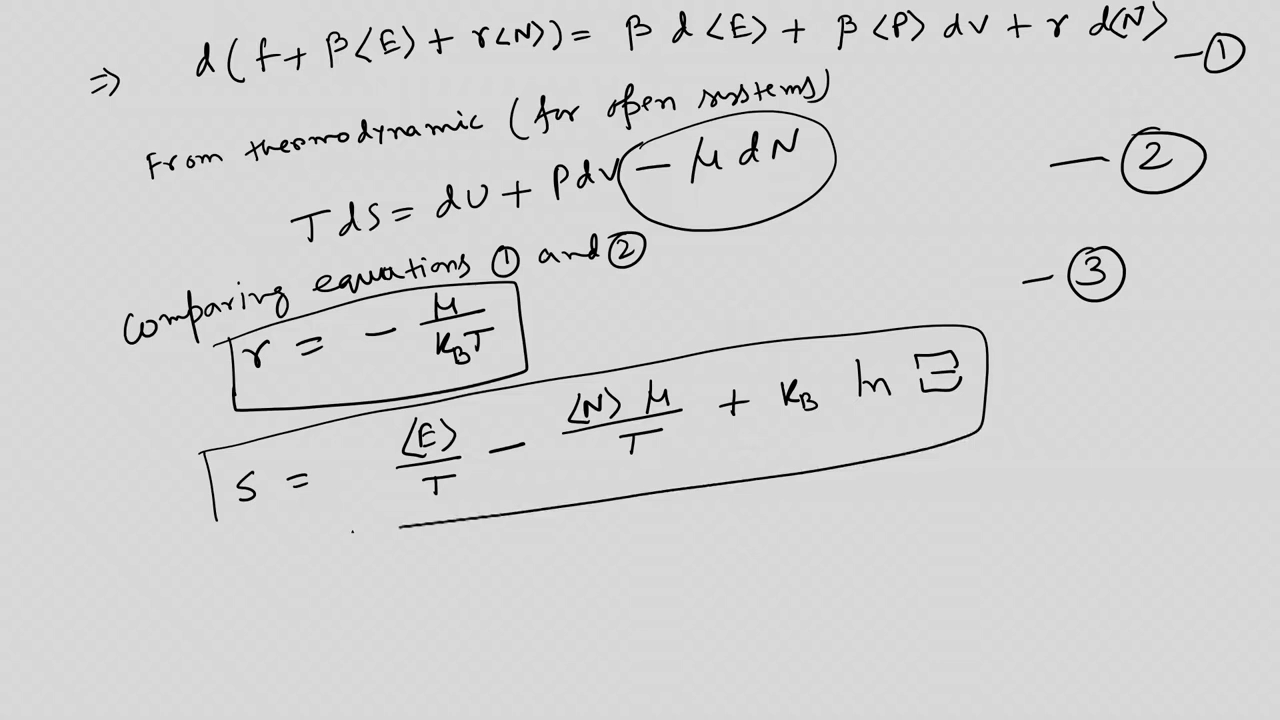 ⇒ d(f + β⟨E⟩ + r⟨N⟩) = β d⟨E⟩ + β⟨P⟩ dV + r d⟨N⟩ — ①
From thermodynamic (for open systems)
T dS = dU + PdV − μ dN — ②
Comparing equations ① and ②
r = − μ / K_B T — ③
S = ⟨E⟩ / T − ⟨N⟩ μ / T + K_B ln Ξ